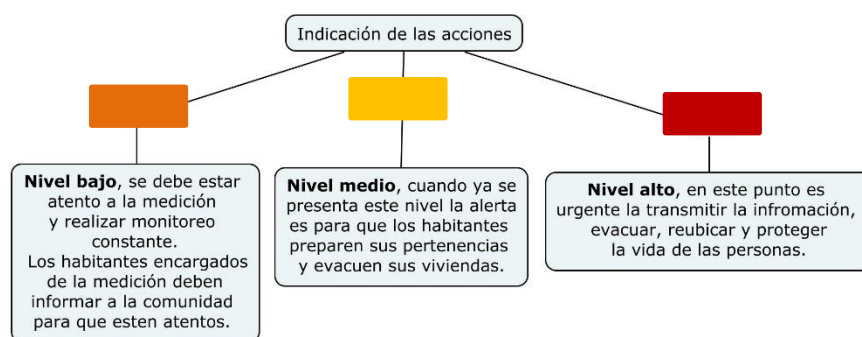 Indicación de las acciones
Nivel bajo, se debe estar
atento a la medición
y realizar monitoreo
constante.
Los habitantes encargados
de la medición deben
informar a la comunidad
para que esten atentos.
Nivel medio, cuando ya se
presenta este nivel la alerta
es para que los habitantes
preparen sus pertenencias
y evacuen sus viviendas.
Nivel alto, en este punto es
urgente la transmitir la infromación,
evacuar, reubicar y proteger
la vida de las personas.